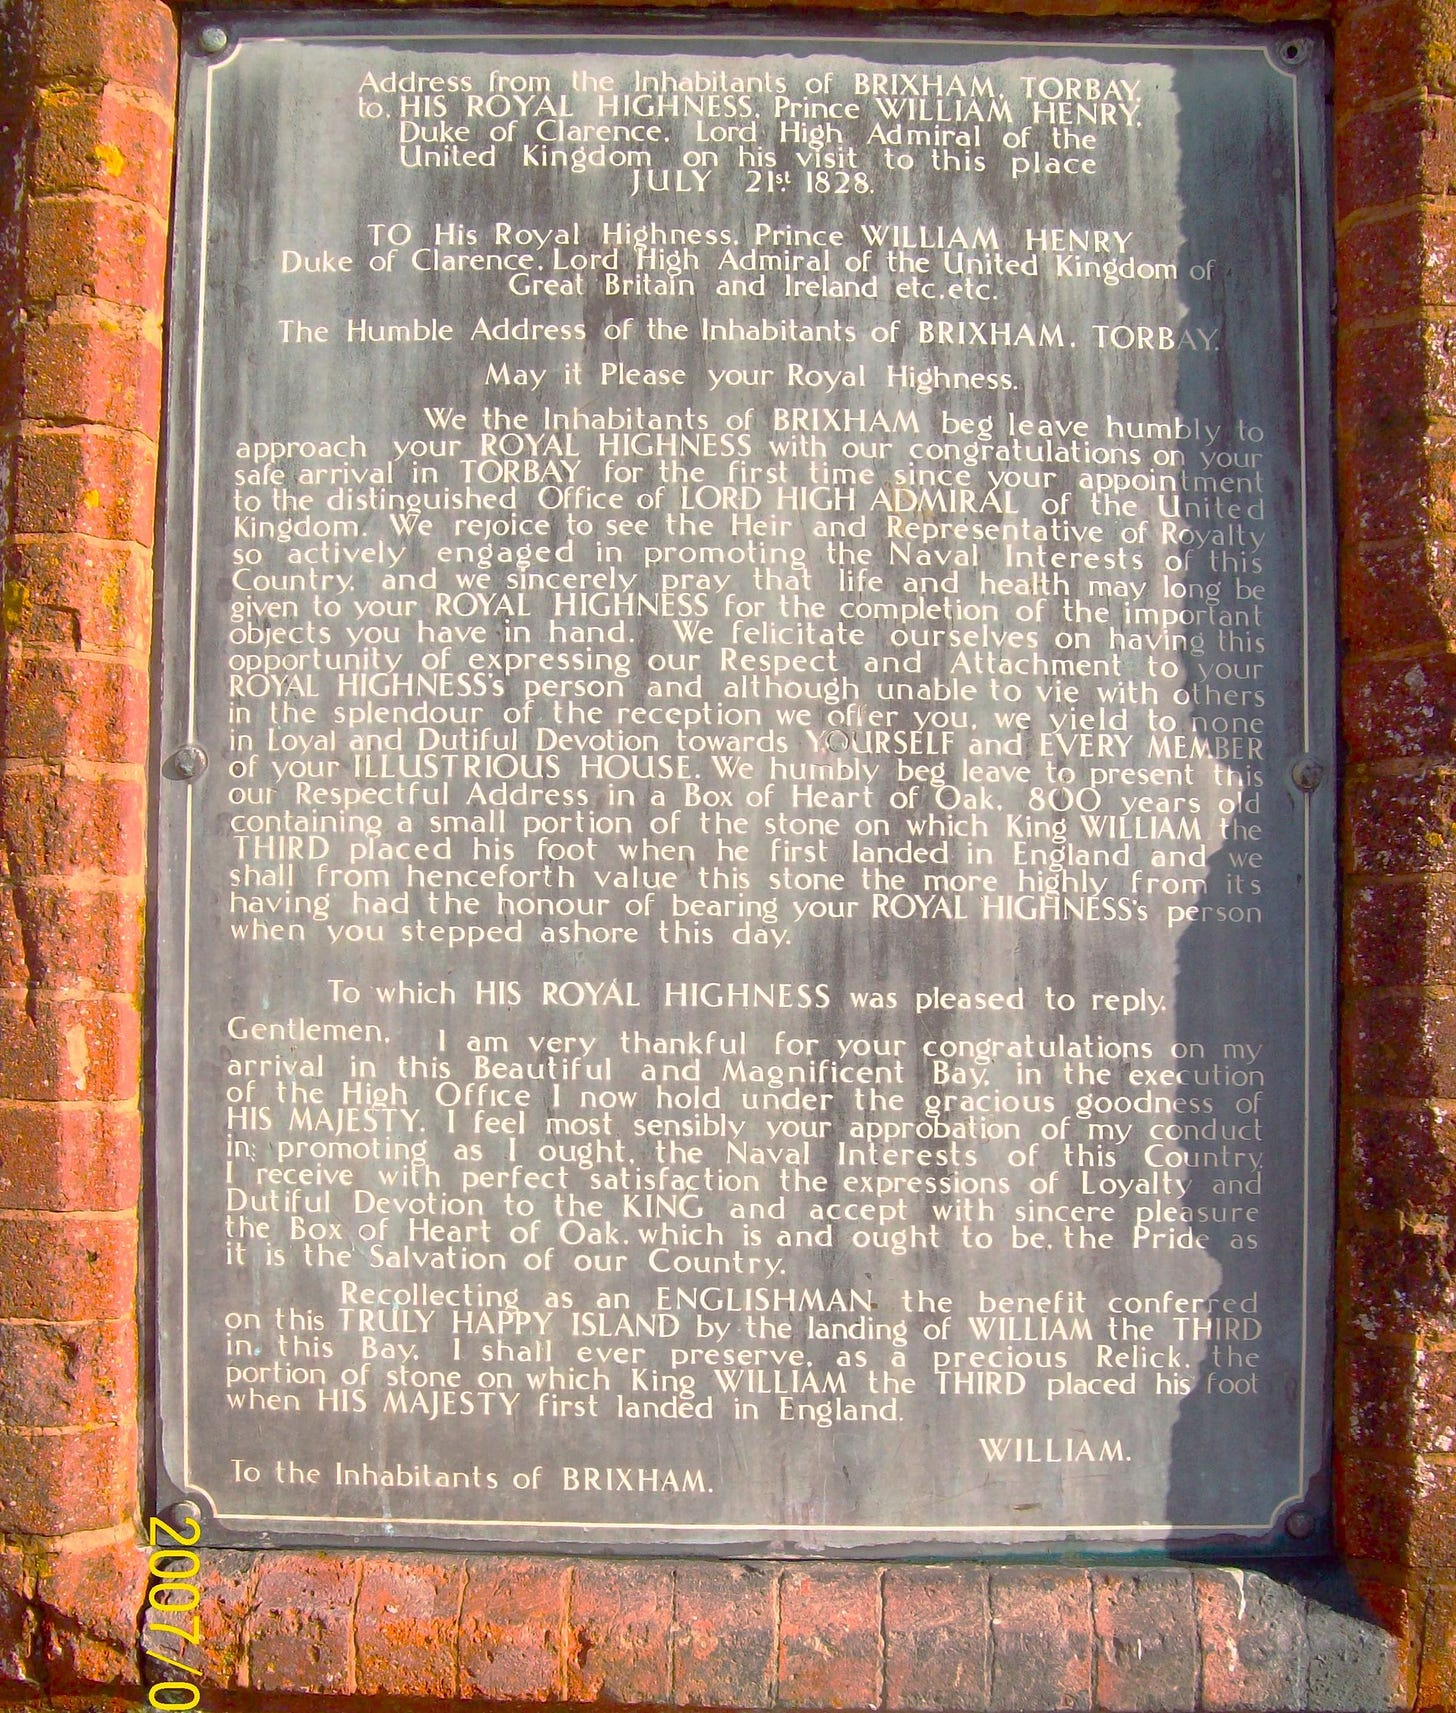 Address from the Inhabitants of BRIXHAM, TORBAY,
to, HIS ROYAL HIGHNESS, Prince WILLIAM HENRY,
Duke of Clarence, Lord High Admiral of the
United Kingdom on his visit to this place
JULY 21st 1828.
TO His Royal Highness, Prince WILLIAM HENRY
Duke of Clarence, Lord High Admiral of the United Kingdom of
Great Britain and Ireland etc.etc.
The Humble Address of the Inhabitants of BRIXHAM, TORBAY.
May it Please your Royal Highness.
We the Inhabitants of BRIXHAM beg leave humbly to
approach your ROYAL HIGHNESS with our congratulations on your
safe arrival in TORBAY for the first time since your appointment
to the distinguished Office of LORD HIGH ADMIRAL of the United
Kingdom. We rejoice to see the Heir and Representative of Royalty
so actively engaged in promoting the Naval Interests of this
Country, and we sincerely pray that life and health may long be
given to your ROYAL HIGHNESS for the completion of the important
objects you have in hand. We felicitate ourselves on having this
opportunity of expressing our Respect and Attachment to your
ROYAL HIGHNESS's person and although unable to vie with others
in the splendour of the reception we offer you, we yield to none
in Loyal and Dutiful Devotion towards YOURSELF and EVERY MEMBER
of your ILLUSTRIOUS HOUSE. We humbly beg leave to present this
our Respectful Address in a Box of Heart of Oak, 800 years old
containing a small portion of the stone on which King WILLIAM the
THIRD placed his foot when he first landed in England and we
shall from henceforth value this stone the more highly from its
having had the honour of bearing your ROYAL HIGHNESS's person
when you stepped ashore this day.
To which HIS ROYAL HIGHNESS was pleased to reply.
Gentlemen, I am very thankful for your congratulations on my
arrival in this Beautiful and Magnificent Bay, in the execution
of the High Office I now hold under the gracious goodness of
HIS MAJESTY. I feel most sensibly your approbation of my conduct
in promoting as I ought, the Naval Interests of this Country.
I receive with perfect satisfaction the expressions of Loyalty and
Dutiful Devotion to the KING and accept with sincere pleasure
the Box of Heart of Oak, which is and ought to be, the Pride as
it is the Salvation of our Country.
Recollecting as an ENGLISHMAN the benefit conferred
on this TRULY HAPPY ISLAND by the landing of WILLIAM the THIRD
in this Bay, I shall ever preserve, as a precious Relick, the
portion of stone on which King WILLIAM the THIRD placed his foot
when HIS MAJESTY first landed in England.
WILLIAM.
To the Inhabitants of BRIXHAM.
2007/0